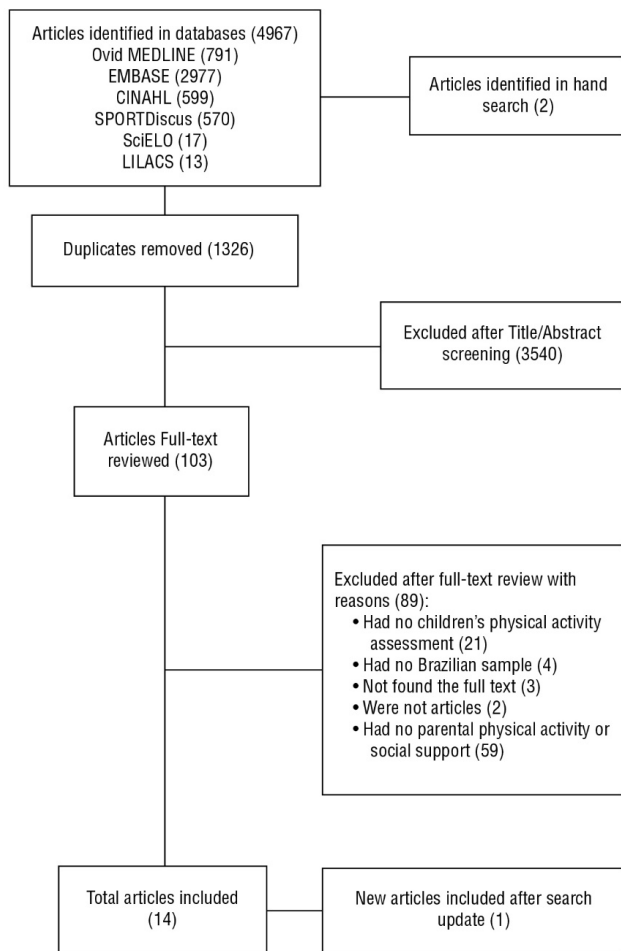 Articles identified in databases (4967)
Ovid MEDLINE (791)
EMBASE (2977)
CINAHL (599)
SPORTDiscus (570)
SciELO (17)
LILACS (13)
Articles identified in hand
search (2)
Duplicates removed (1326)
Excluded after Title/Abstract
screening (3540)
Articles Full-text
reviewed (103)
Excluded after full-text review with
reasons (89):
• Had no children’s physical activity
assessment (21)
• Had no Brazilian sample (4)
• Not found the full text (3)
• Were not articles (2)
• Had no parental physical activity or
social support (59)
Total articles included
(14)
New articles included after search
update (1)